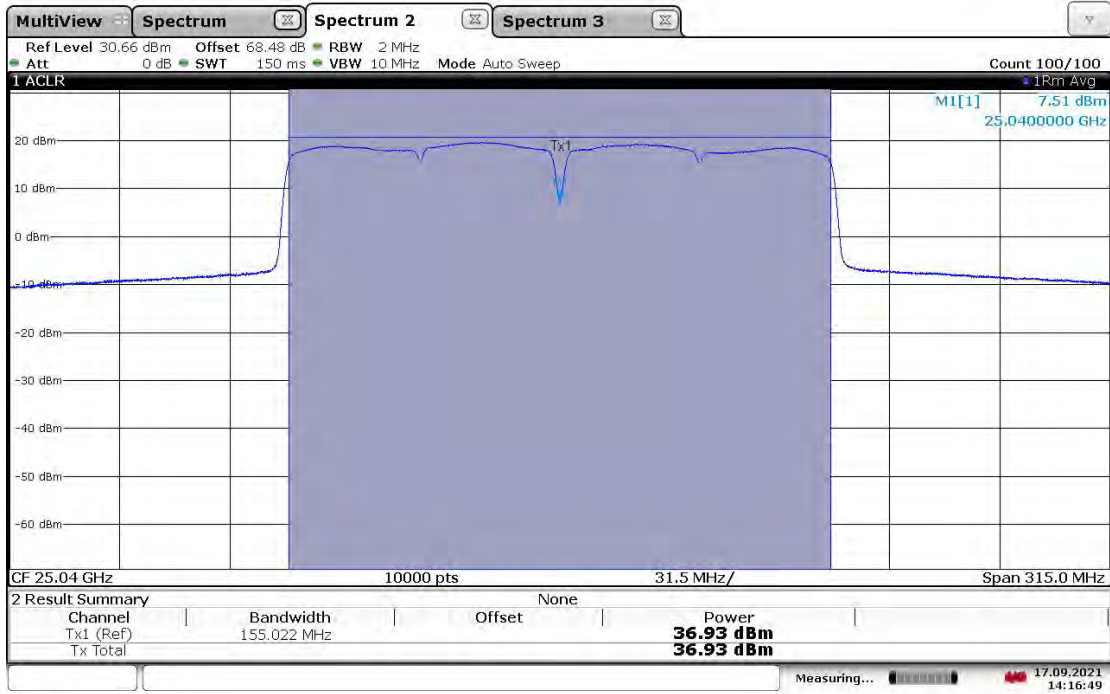 MultiView Spectrum Spectrum 2 Spectrum 3
Ref Level 30.66 dBm Offset 68.48 dB RBW 2 MHz
Att 0 dB SWT 150 ms VBW 10 MHz Mode Auto Sweep Count 100/100
1 ACLR 1Rm Avg
M1[1] 7.51 dBm
25.0400000 GHz
20 dBm
Tx1
10 dBm
0 dBm
-10 dBm
-20 dBm
-30 dBm
-40 dBm
-50 dBm
-60 dBm
CF 25.04 GHz 10000 pts 31.5 MHz/ Span 315.0 MHz
2 Result Summary None
Channel Bandwidth Offset Power
Tx1 (Ref) 155.022 MHz 36.93 dBm
Tx Total 36.93 dBm
Measuring... 17.09.2021
14:16:49